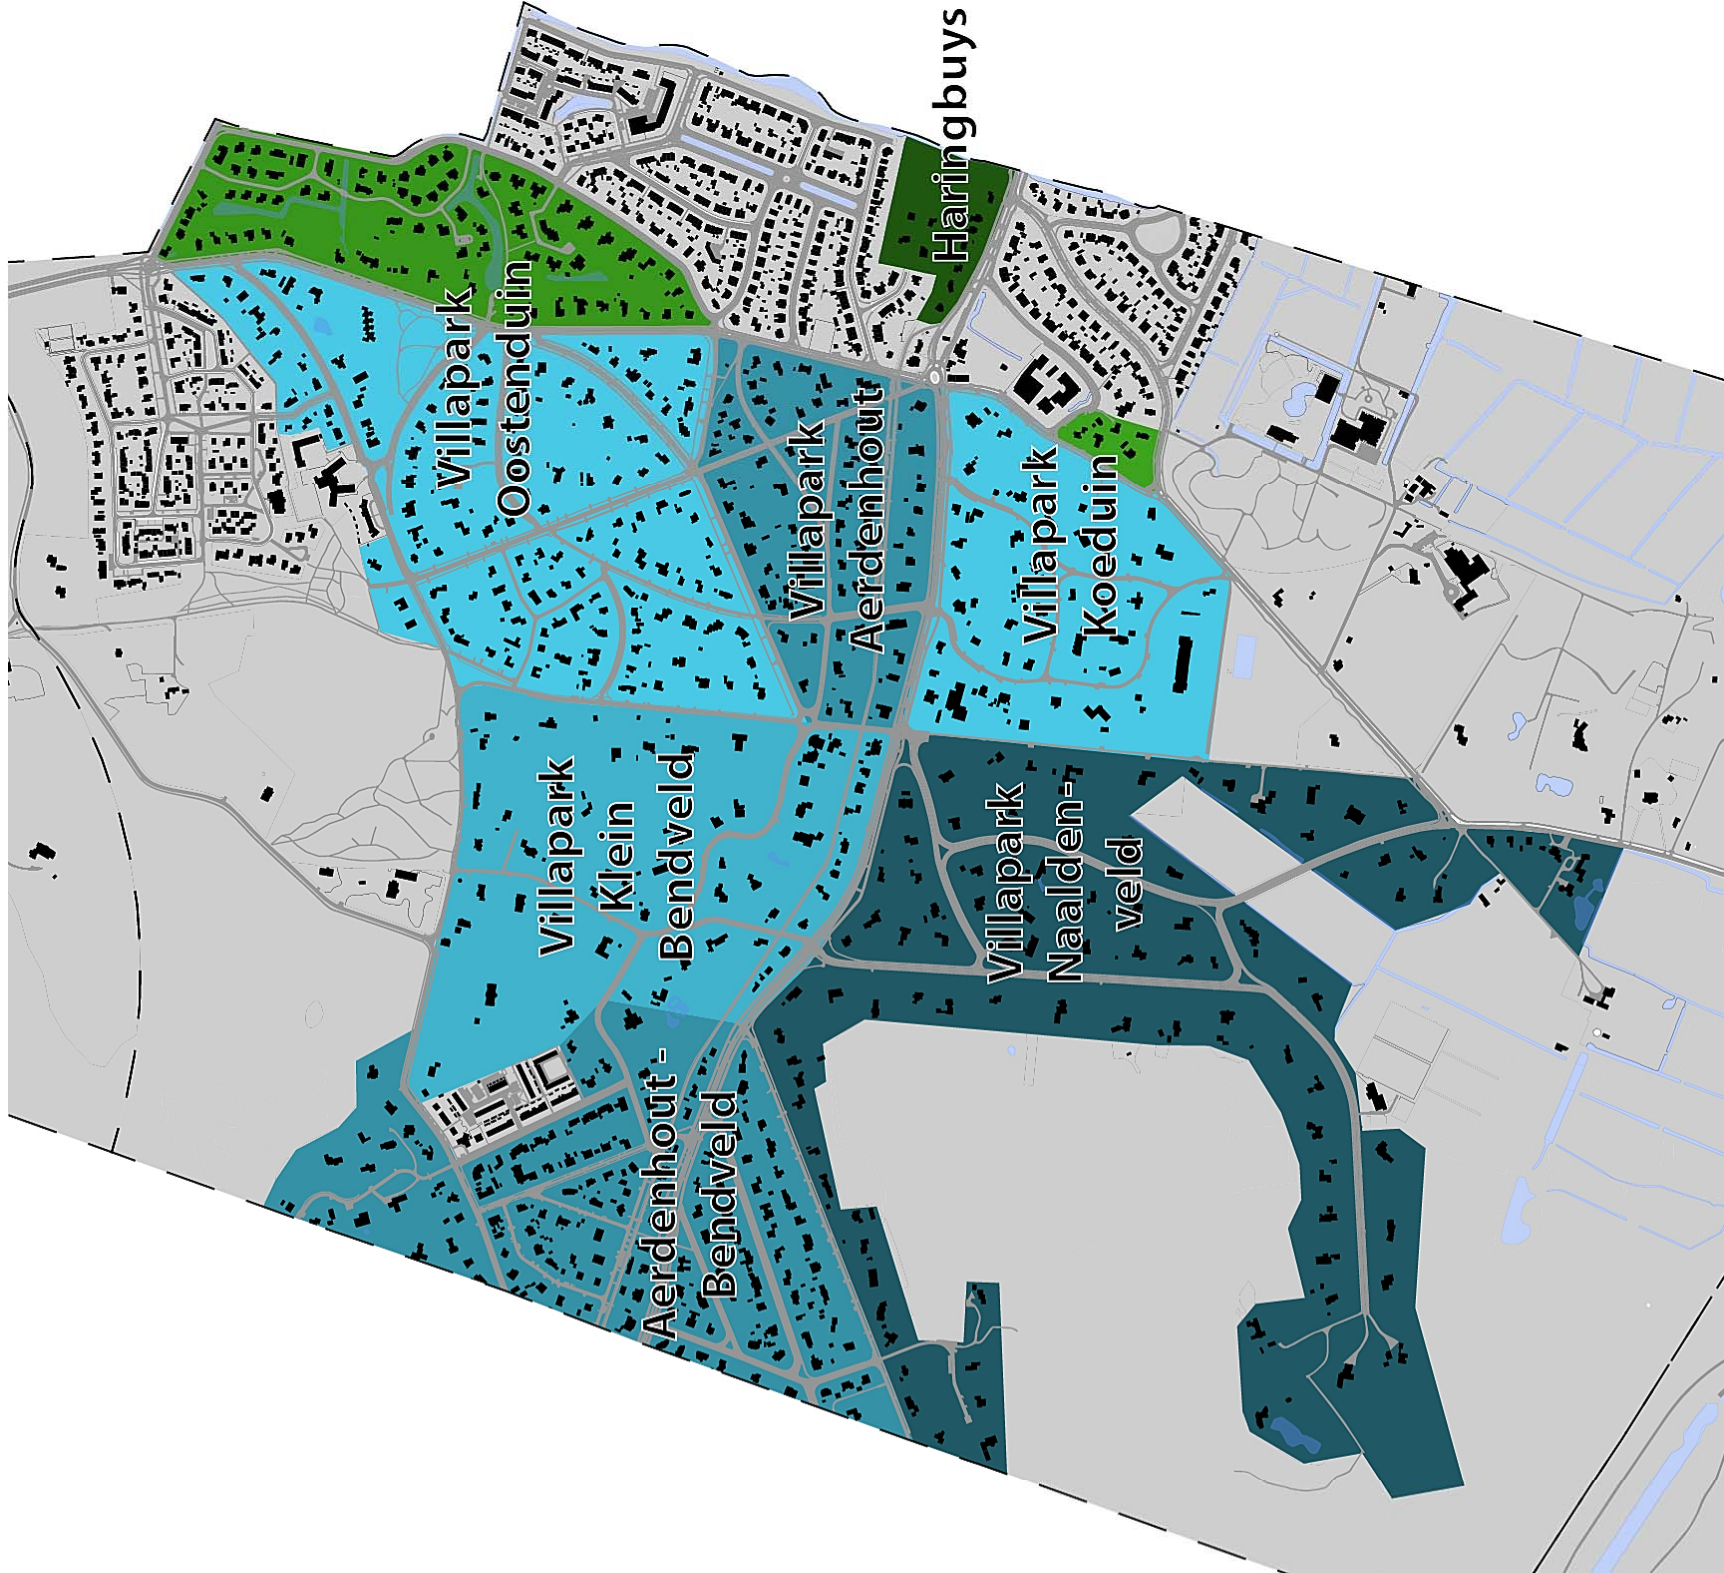 Haringbuys
Villapark
Oostenduin
Villapark
Aerdenhout
Villapark
Koeduin
Villapark
Klein
Bendveld
Villapark
Naalden-
veld
Aerdenhout -
Bendveld